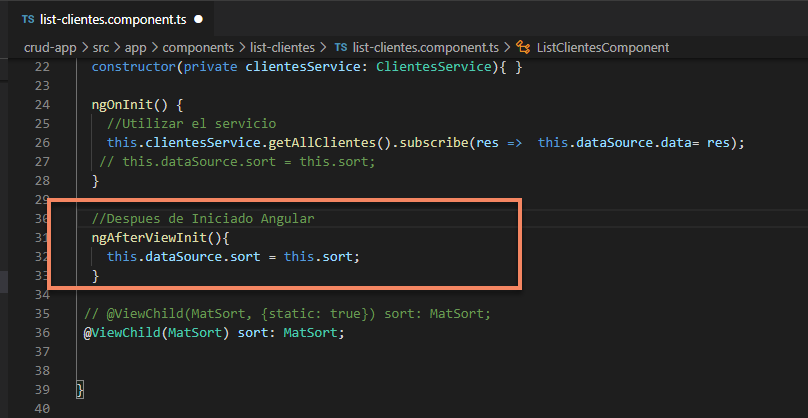 TS list-clientes.component.ts ●
crud-app > src > app > components > list-clientes > TS list-clientes.component.ts > ListClientesComponent
22 constructor(private clientesService: ClientesService){ }
23
24 ngOnInit() {
25 //Utilizar el servicio
26 this.clientesService.getAllClientes().subscribe(res => this.dataSource.data= res);
27 // this.dataSource.sort = this.sort;
28 }
29
30 //Despues de Iniciado Angular
31 ngAfterViewInit(){
32 this.dataSource.sort = this.sort;
33 }
34
35 // @ViewChild(MatSort, {static: true}) sort: MatSort;
36 @ViewChild(MatSort) sort: MatSort;
37
38
39 }
40